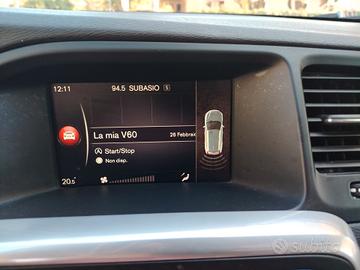 12:11 94.5 SUBASIO S
La mia V60 26 Febbraio
Start/Stop
Non disp.
20.5°
subito